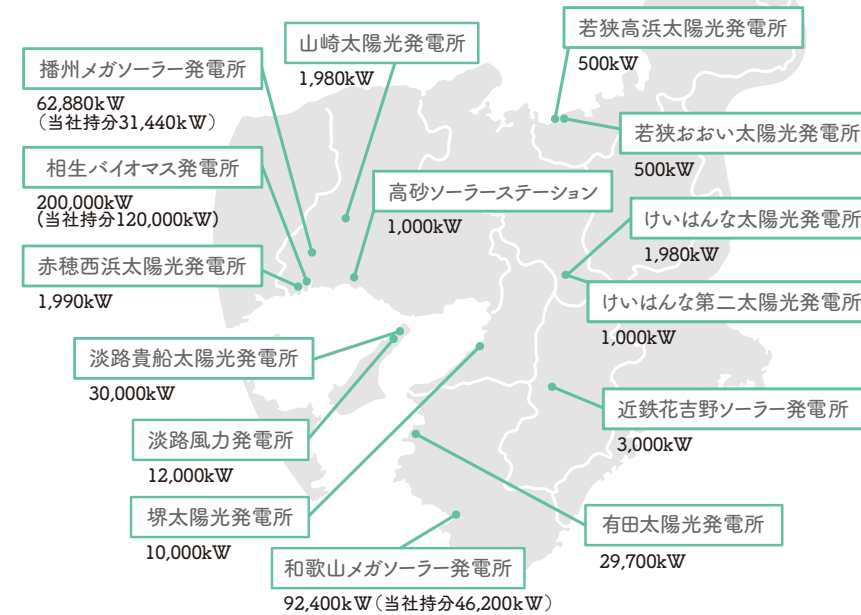 山崎太陽光発電所
1,980kW
若狭高浜太陽光発電所
500kW
播州メガソーラー発電所
62,880kW
(当社持分31,440kW)
若狭おおい太陽光発電所
500kW
相生バイオマス発電所
200,000kW
(当社持分120,000kW)
高砂ソーラーステーション
1,000kW
けいはんな太陽光発電所
1,980kW
赤穂西浜太陽光発電所
1,990kW
けいはんな第二太陽光発電所
1,000kW
淡路貴船太陽光発電所
30,000kW
近鉄花吉野ソーラー発電所
3,000kW
淡路風力発電所
12,000kW
堺太陽光発電所
10,000kW
有田太陽光発電所
29,700kW
和歌山メガソーラー発電所
92,400kW(当社持分46,200kW)